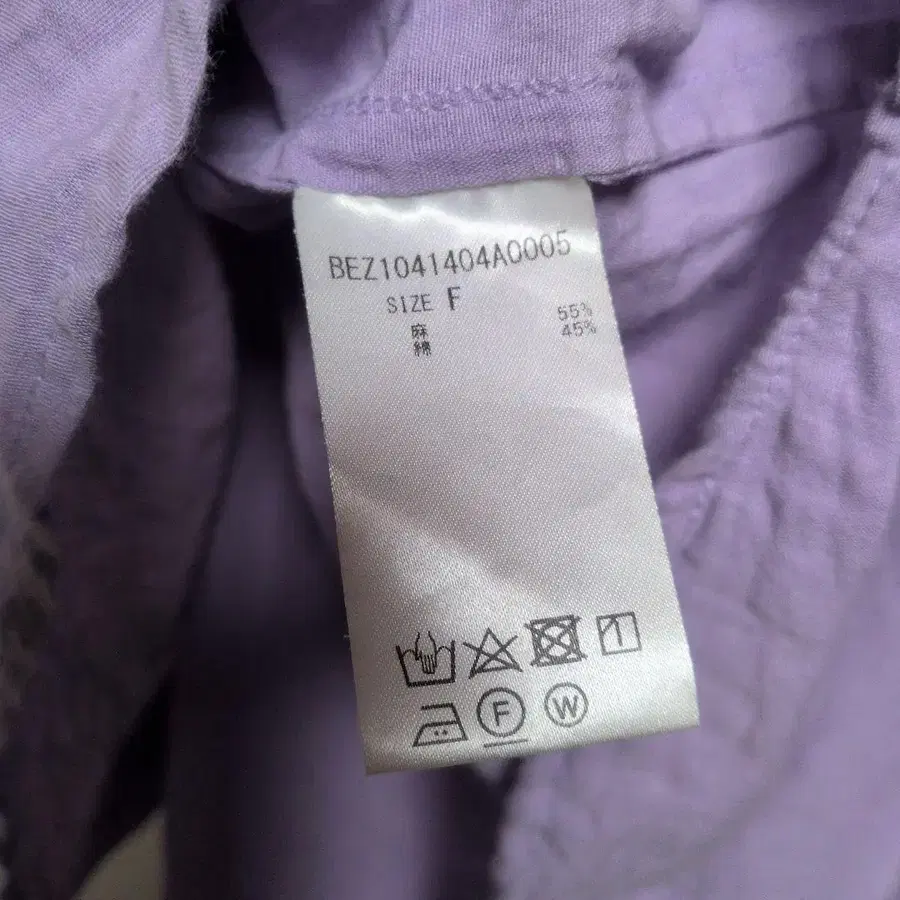 BEZ1041404A0005
SIZE F
麻 55%
綿 45%
F W